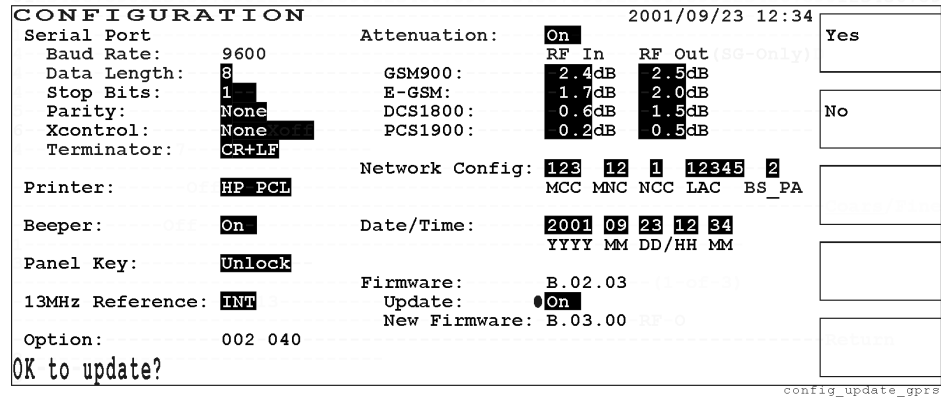 CONFIGURATION 2001/09/23 12:34
Serial Port Attenuation: On Yes
Baud Rate: 9600 RF In RF Out
Data Length: 8 GSM900: -2.4dB -2.5dB
Stop Bits: 1 E-GSM: -1.7dB -2.0dB
Parity: None DCS1800: -0.6dB -1.5dB No
Xcontrol: None PCS1900: -0.2dB -0.5dB
Terminator: CR+LF
Network Config: 123 12 1 12345 2
Printer: HP PCL MCC MNC NCC LAC BS_PA
Beeper: On Date/Time: 2001 09 23 12 34
YYYY MM DD/HH MM
Panel Key: Unlock
Firmware: B.02.03
13MHz Reference: INT Update: On
New Firmware: B.03.00
Option: 002 040
OK to update?
config_update_gprs